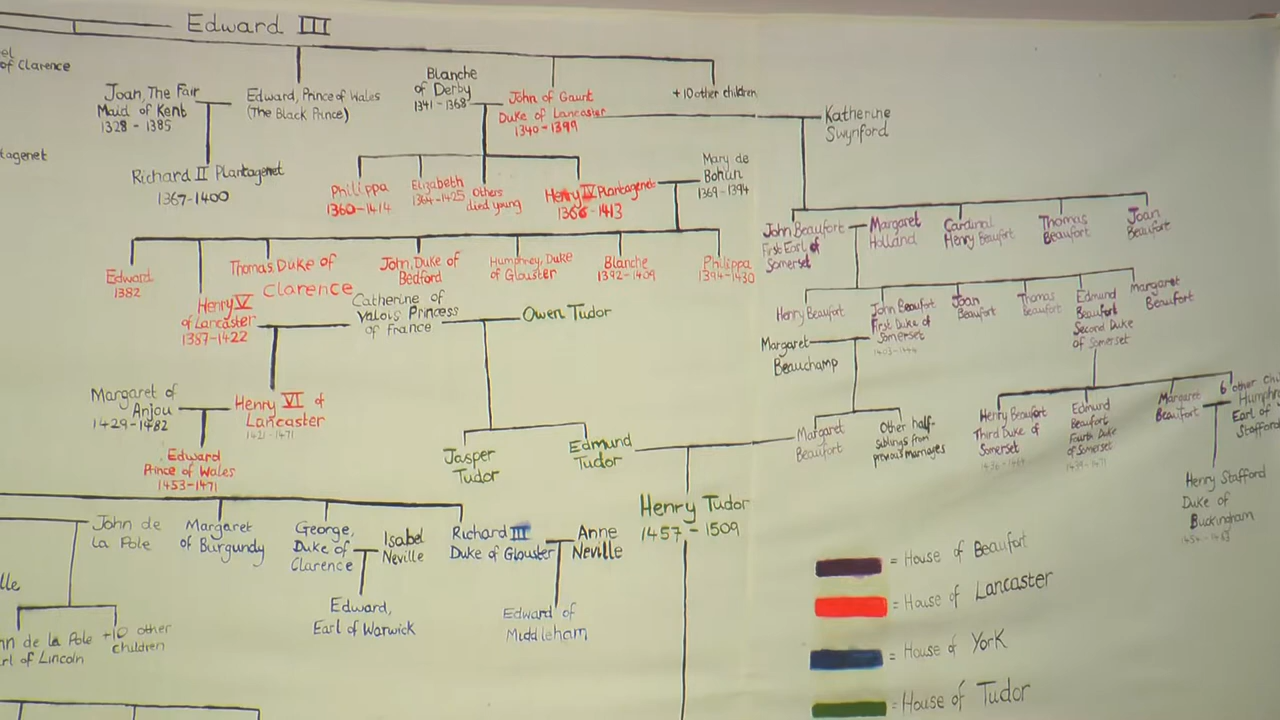 Edward III
el
of Clarence
Joan, The Fair
Maid of Kent
1328 - 1385
Edward, Prince of Wales
(The Black Prince)
Blanche
of Derby
1341 - 1368
John of Gaunt
Duke of Lancaster
1340 - 1399
+ 10 other children
Katherine
Swynford
tagenet
Richard II Plantagenet
1367-1400
Philippa
1360-1414
Elizabeth
1364-1425
Others
died young
Henry IV Plantagenet
1366-1413
Mary de
Bohun
1369-1394
John Beaufort
First Earl of
Somerset
Margaret
Holland
Cardinal
Henry Beaufort
Thomas
Beaufort
Joan
Beaufort
Edward
1382
Henry V
of Lancaster
1387-1422
Thomas, Duke of
Clarence
John, Duke of
Bedford
Humphrey, Duke
of Glouster
Blanche
1392-1409
Philippa
1394-1430
Catherine of
Valois Princess
of France
Owen Tudor
Henry Beaufort
John Beaufort
First Duke of
Somerset
Joan
Beaufort
Thomas
Beaufort
Edmund
Beaufort
Second Duke
of Somerset
Margaret
Beaufort
Margaret
Beauchamp
Margaret of
Anjou
1429-1482
Henry VI of
Lancaster
1421-1471
Edward
Prince of Wales
1453-1471
Jasper
Tudor
Edmund
Tudor
Margaret
Beaufort
Other half-
siblings from
previous marriages
Henry Beaufort
Third Duke of
Somerset
Edmund
Beaufort
Fourth Duke
of Somerset
Margaret
Beaufort
6 other chi
Humphr
Earl of
Stafford
Henry Stafford
Duke of
Buckingham
Henry Tudor
1457 - 1509
John de
la Pole
Margaret
of Burgundy
George,
Duke of
Clarence
Isabel
Neville
Richard III
Duke of Glouster
Anne
Neville
lle
Edward,
Earl of Warwick
Edward of
Middleham
hn de la Pole
rl of Lincoln
+10 other
children
= House of Beaufort
= House of Lancaster
= House of York
= House of Tudor